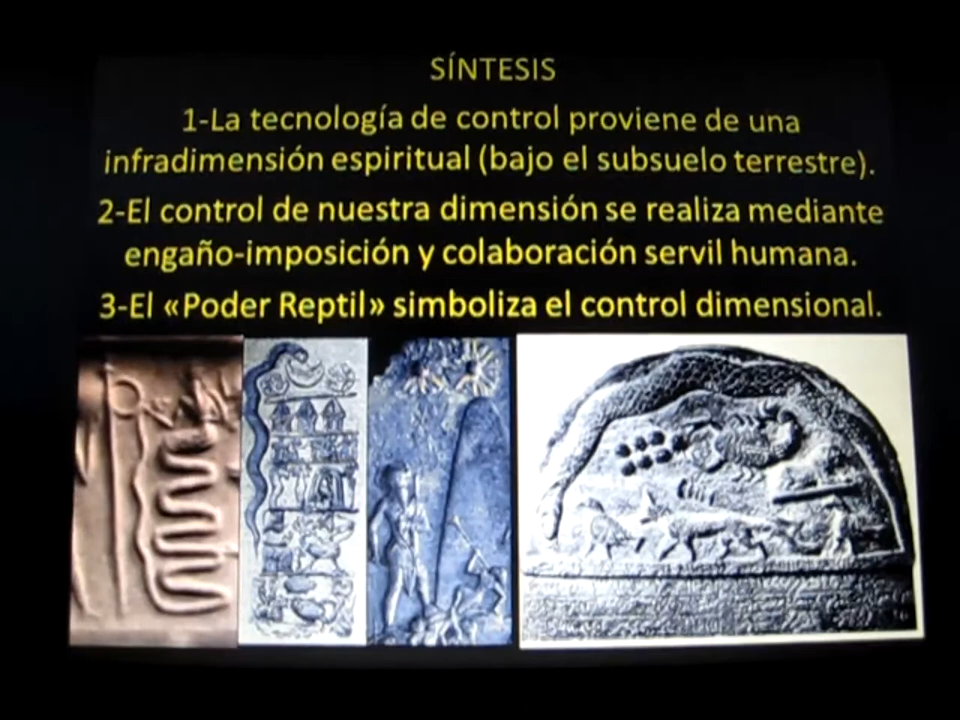 SÍNTESIS
1-La tecnología de control proviene de una
infradimensión espiritual (bajo el subsuelo terrestre).
2-El control de nuestra dimensión se realiza mediante
engaño-imposición y colaboración servil humana.
3-El «Poder Reptil» simboliza el control dimensional.